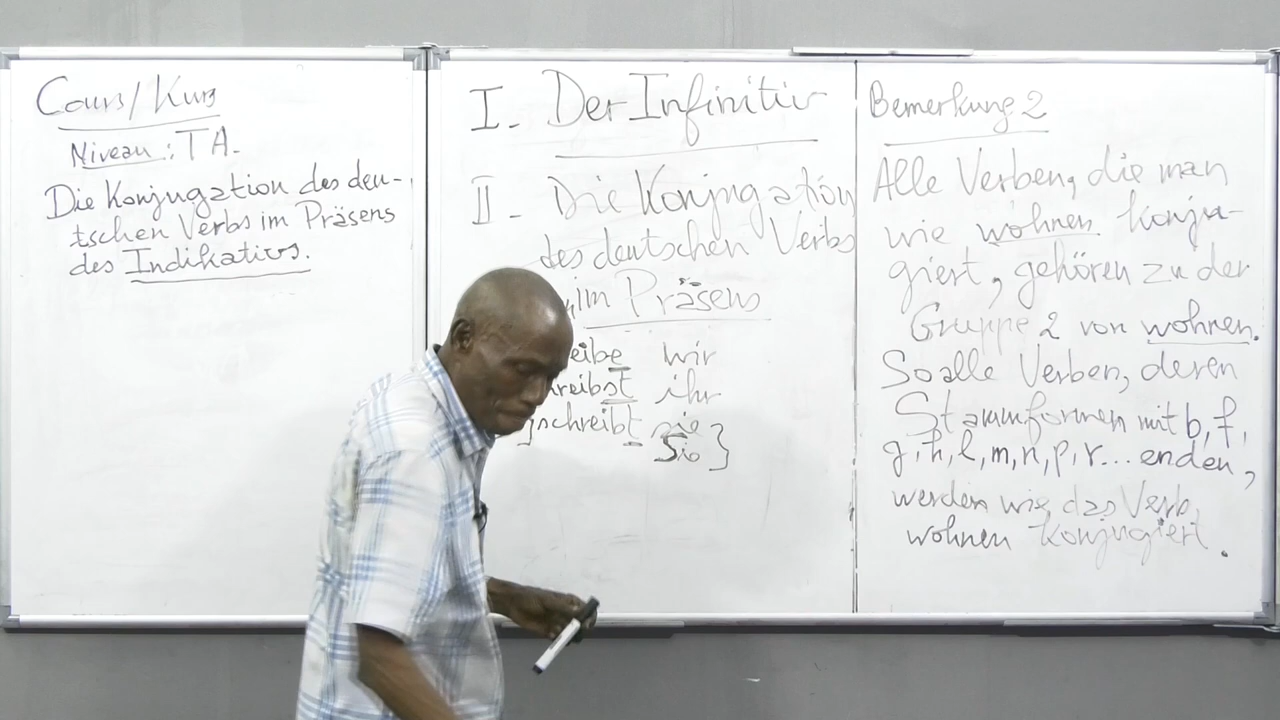 Cours/Kurs
Niveau : TA.
Die Konjugation des deu-
tschen Verbs im Präsens
des Indikativs.
I - Der Infinitiv
II - Die Konjugation
des deutschen Verbs
im Präsens
eibe wir
hreibst ihr
schreibt sie
Sie }
Bemerkung 2
Alle Verben, die man
wie wohnen konju-
giert, gehören zu der
Gruppe 2 von wohnen.
So alle Verben, deren
Stammformen mit b, f,
g, h, l, m, n, p, r... enden,
werden wie das Verb
wohnen konjugiert.